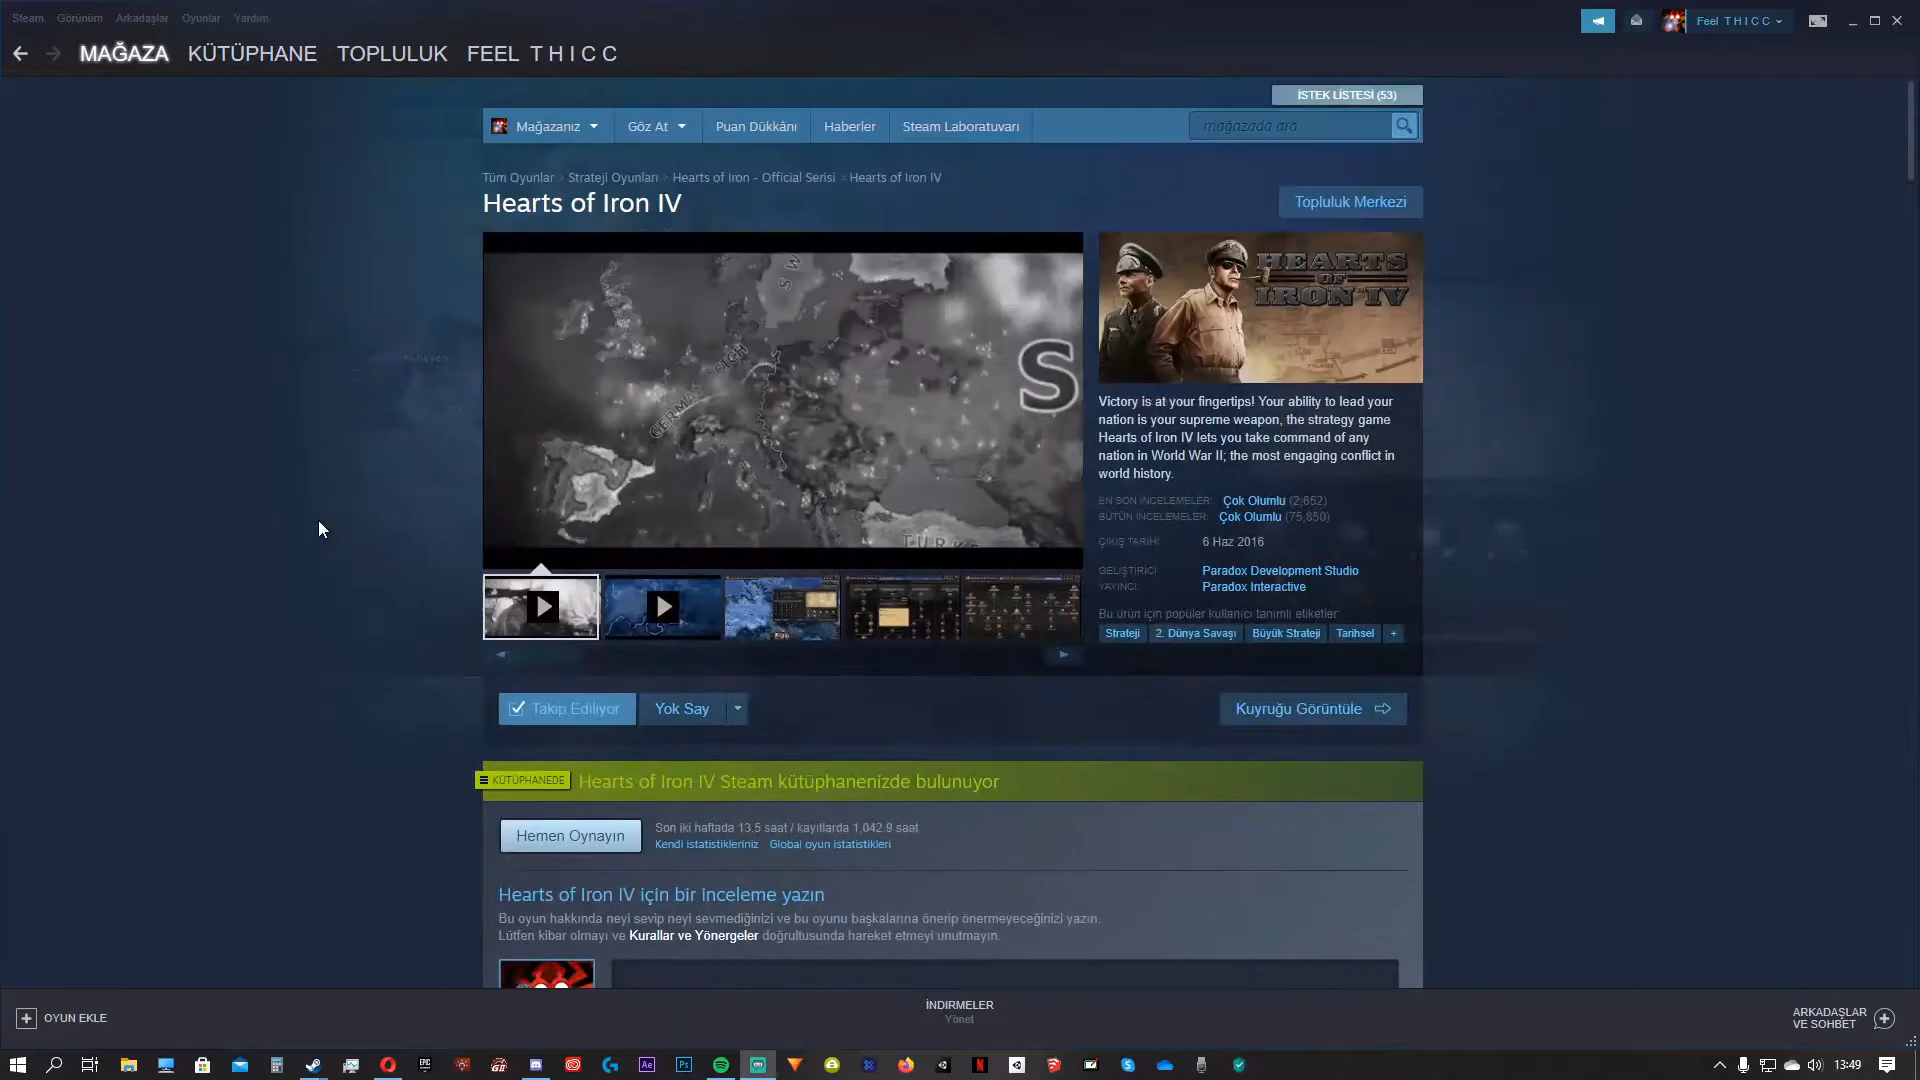 Steam Görünüm Arkadaşlar Oyunlar Yardım
Feel T H I C C
MAĞAZA KÜTÜPHANE TOPLULUK FEEL T H I C C
İSTEK LİSTESİ (53)
Mağazanız Göz At Puan Dükkânı Haberler Steam Laboratuvarı mağazada ara
Tüm Oyunlar > Strateji Oyunları > Hearts of Iron - Official Serisi > Hearts of Iron IV
Hearts of Iron IV
Topluluk Merkezi
S W
GERMAN REICH
S
TURKE
HEARTS
OF
IRON IV
Victory is at your fingertips! Your ability to lead your
nation is your supreme weapon, the strategy game
Hearts of Iron IV lets you take command of any
nation in World War II; the most engaging conflict in
world history.
EN SON İNCELEMELER: Çok Olumlu (2,652)
BÜTÜN İNCELEMELER: Çok Olumlu (75,850)
ÇIKIŞ TARİHİ: 6 Haz 2016
GELİŞTİRİCİ: Paradox Development Studio
YAYINCI: Paradox Interactive
Bu ürün için popüler kullanıcı tanımlı etiketler:
Strateji 2. Dünya Savaşı Büyük Strateji Tarihsel +
Takip Ediliyor Yok Say Kuyruğu Görüntüle
KÜTÜPHANEDE Hearts of Iron IV Steam kütüphanenizde bulunuyor
Hemen Oynayın
Son iki haftada 13.5 saat / kayıtlarda 1,042.9 saat
Kendi istatistikleriniz Global oyun istatistikleri
Hearts of Iron IV için bir inceleme yazın
Bu oyun hakkında neyi sevip neyi sevmediğinizi ve bu oyunu başkalarına önerip önermeyeceğinizi yazın.
Lütfen kibar olmayı ve Kurallar ve Yönergeler doğrultusunda hareket etmeyi unutmayın.
OYUN EKLE
İNDİRMELER
Yönet
ARKADAŞLAR
VE SOHBET
EPIC
Ae Ps
13:49